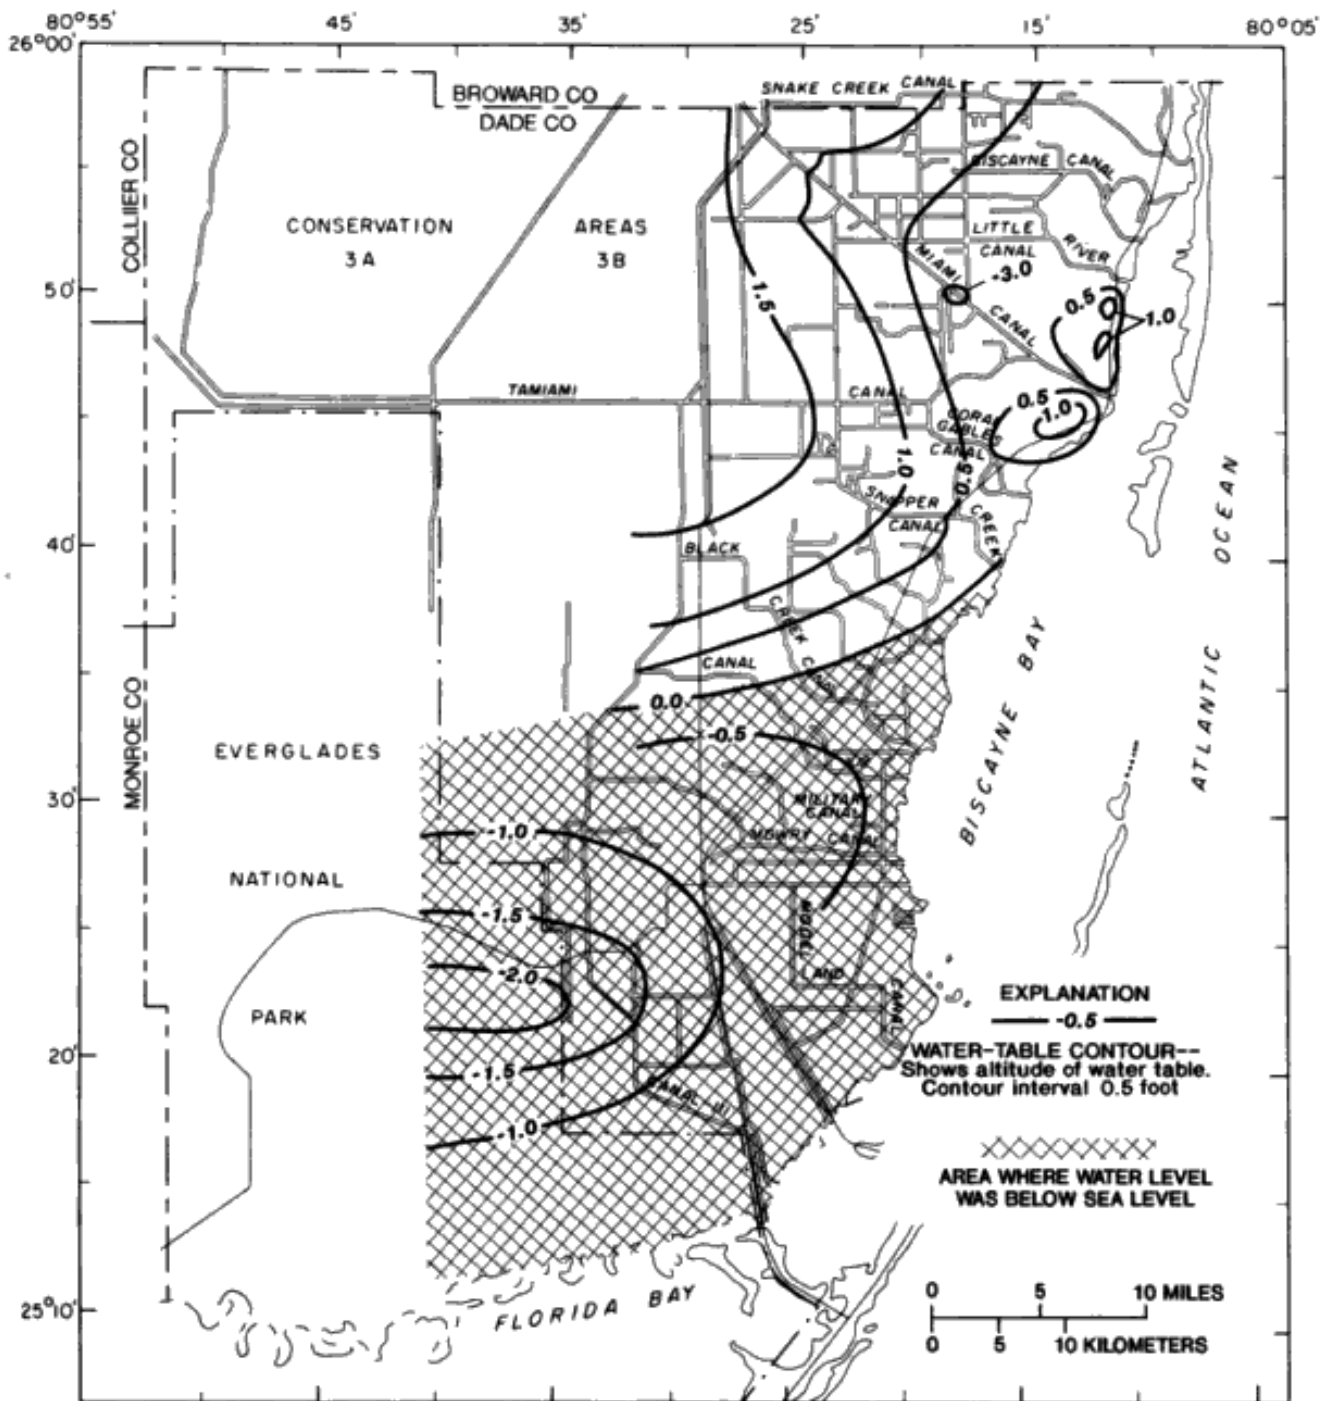 80°55'
45'
35'
25'
15'
80°05'
26°00'
BROWARD CO
DADE CO
SNAKE CREEK CANAL
COLLIER CO
BISCAYNE CANAL
CONSERVATION
3A
AREAS
3B
LITTLE
CANAL
RIVER
MIAMI
CANAL
-3.0
50'
1.5
0.5
1.0
TAMIAMI
CANAL
0.5
1.0
CORAL
GABLES
CANAL
1.0
0.5
SNAPPER
CANAL
CREEK
40'
BLACK
CREEK CANAL
CANAL
OCEAN
ATLANTIC
BISCAYNE BAY
MONROE CO
0.0
-0.5
EVERGLADES
30'
MILITARY
CANAL
-1.0
MOWRY CANAL
NATIONAL
-1.5
MODEL
-2.0
AND
CANAL
PARK
EXPLANATION
-0.5
WATER-TABLE CONTOUR--
Shows altitude of water table.
Contour interval 0.5 foot
20'
-1.5
CANAL III
-1.0
AREA WHERE WATER LEVEL
WAS BELOW SEA LEVEL
25°10'
FLORIDA BAY
0 5 10 MILES
0 5 10 KILOMETERS